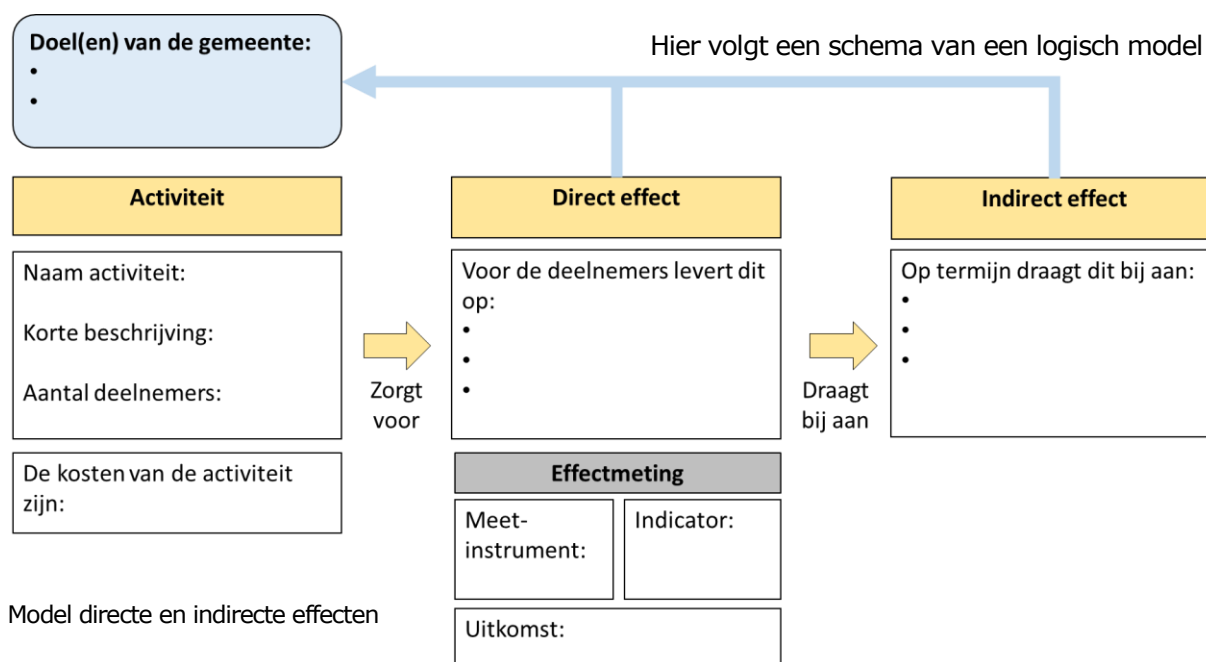 Doel(en) van de gemeente:
•
•
Hier volgt een schema van een logisch model
Activiteit
Naam activiteit:
Korte beschrijving:
Aantal deelnemers:
De kosten van de activiteit
zijn:
Zorgt
voor
Direct effect
Voor de deelnemers levert dit
op:
•
•
•
Effectmeting
Meet-
instrument:
Indicator:
Uitkomst:
Draagt
bij aan
Indirect effect
Op termijn draagt dit bij aan:
•
•
•
Model directe en indirecte effecten